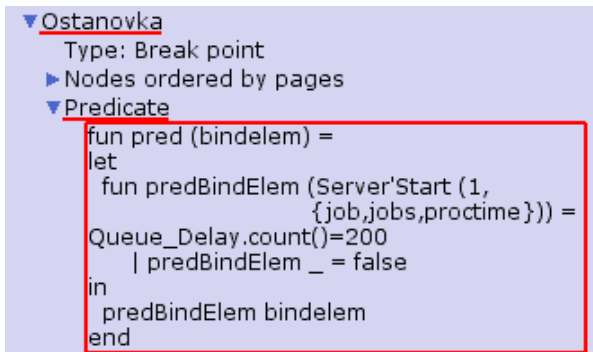 Ostanovka
Type: Break point
Nodes ordered by pages
Predicate
fun pred (bindelem) =
let
fun predBindElem (Server'Start (1,
{job,jobs,proctime})) =
Queue_Delay.count()=200
| predBindElem _ = false
in
predBindElem bindelem
end